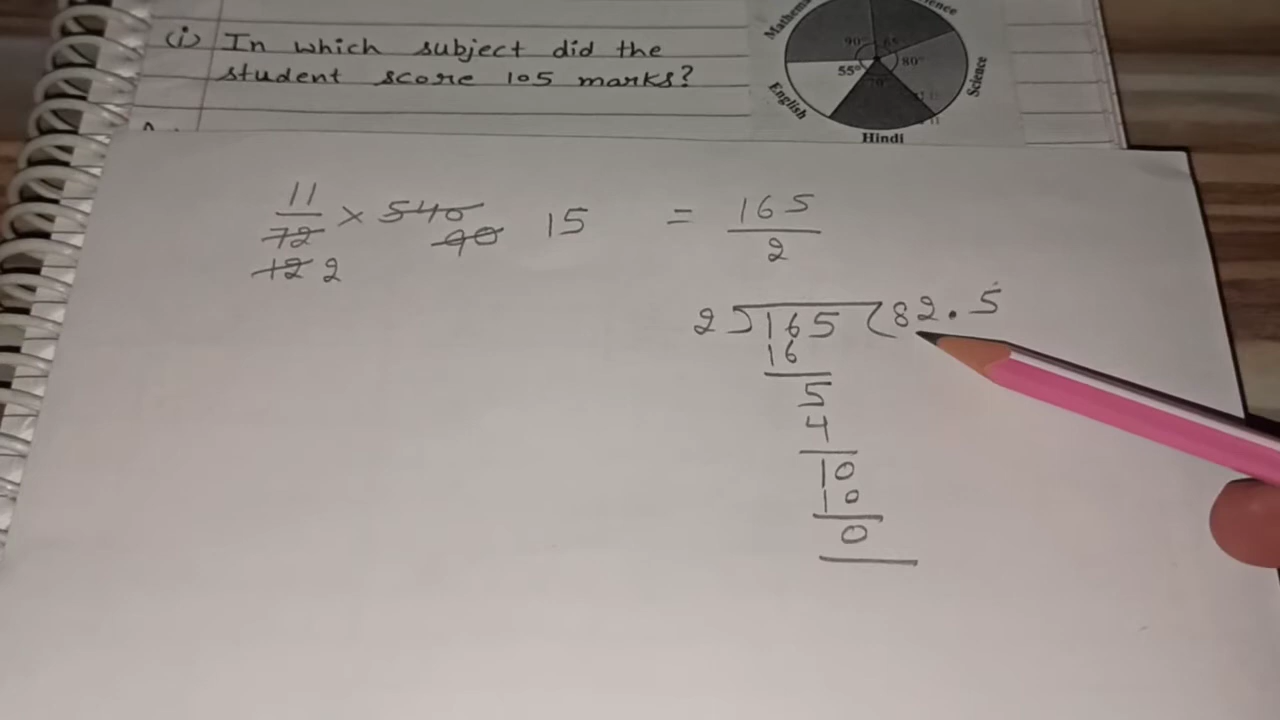 (i) In which subject did the
student score 105 marks?
90° 65°
80°
55°
70°
Science
English
Hindi
11
72 × 540 15 = 165
12 2 90 2
2 165 82.5
16
5
4
10
10
0